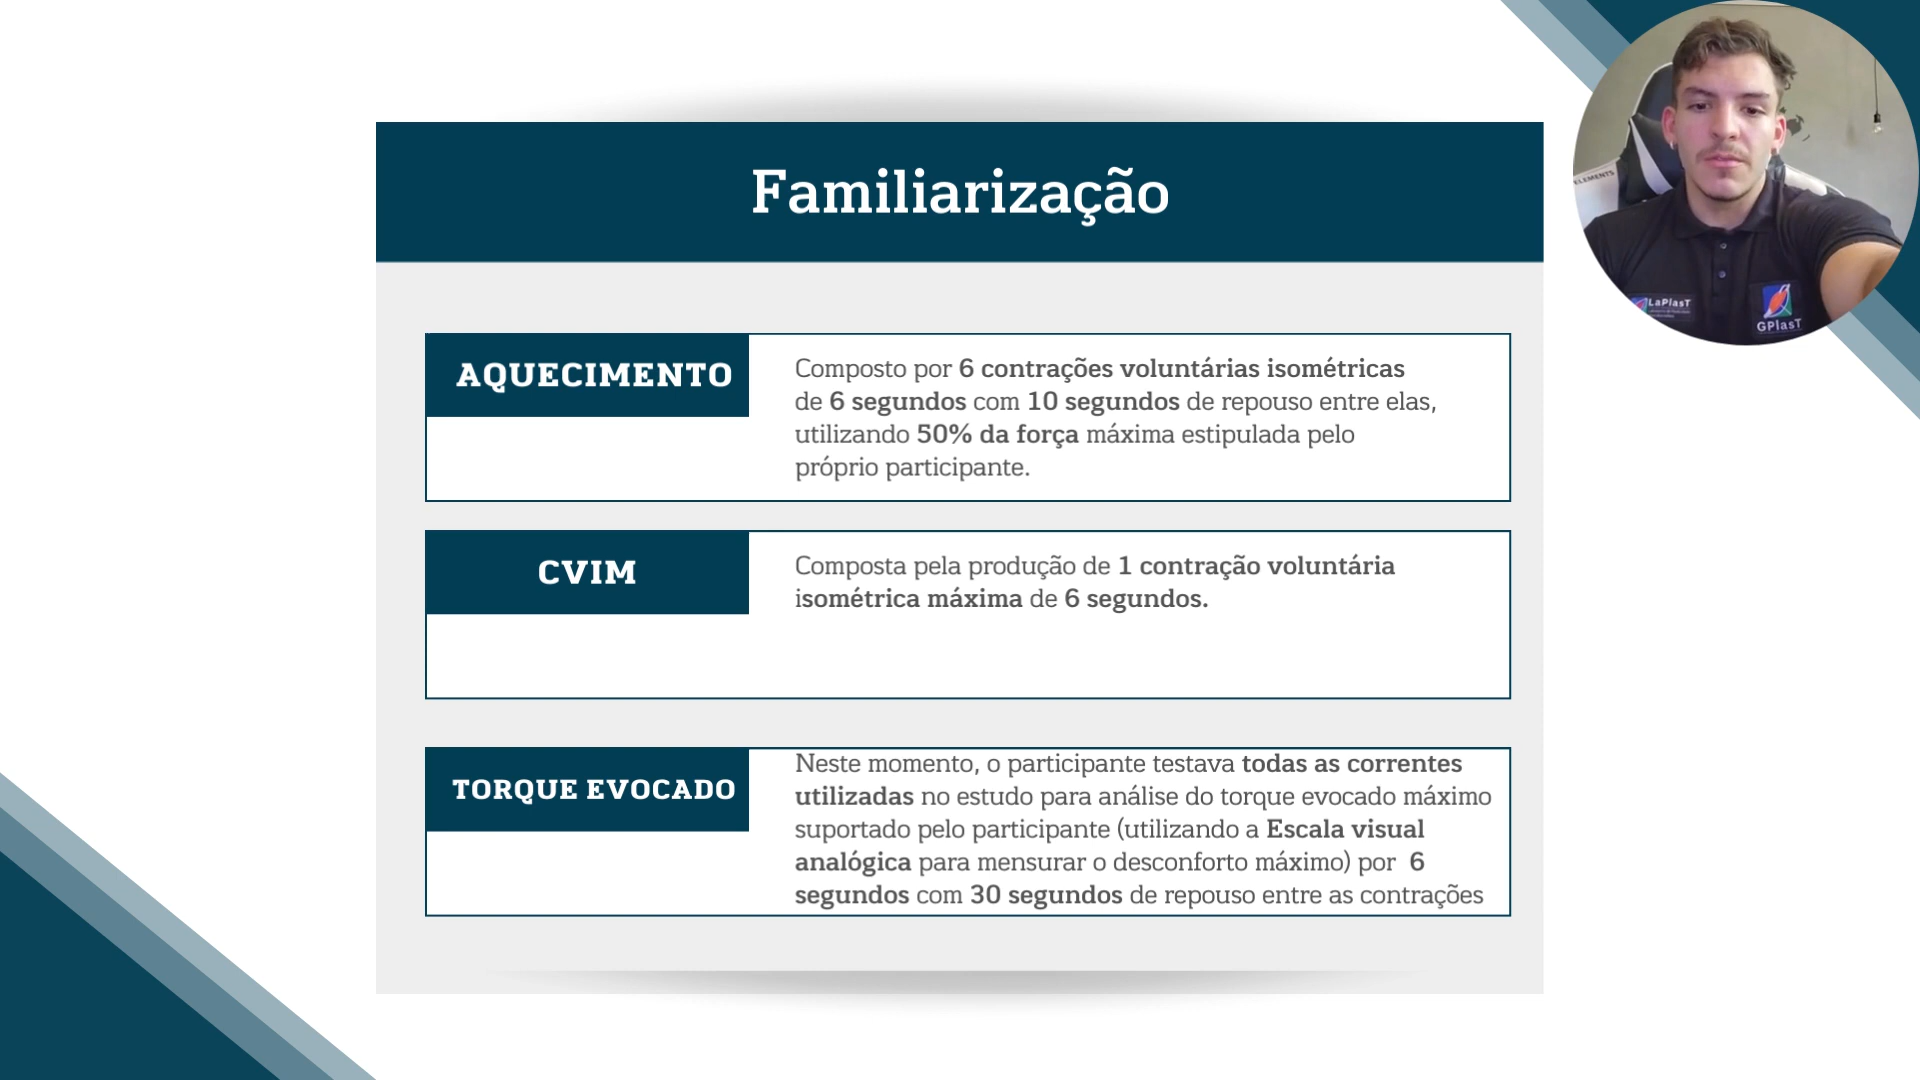 Familiarização
AQUECIMENTO
Composto por 6 contrações voluntárias isométricas
de 6 segundos com 10 segundos de repouso entre elas,
utilizando 50% da força máxima estipulada pelo
próprio participante.
CVIM
Composta pela produção de 1 contração voluntária
isométrica máxima de 6 segundos.
TORQUE EVOCADO
Neste momento, o participante testava todas as correntes
utilizadas no estudo para análise do torque evocado máximo
suportado pelo participante (utilizando a Escala visual
analógica para mensurar o desconforto máximo) por 6
segundos com 30 segundos de repouso entre as contrações
ELEMENTS
LaPlasT
GPlasT